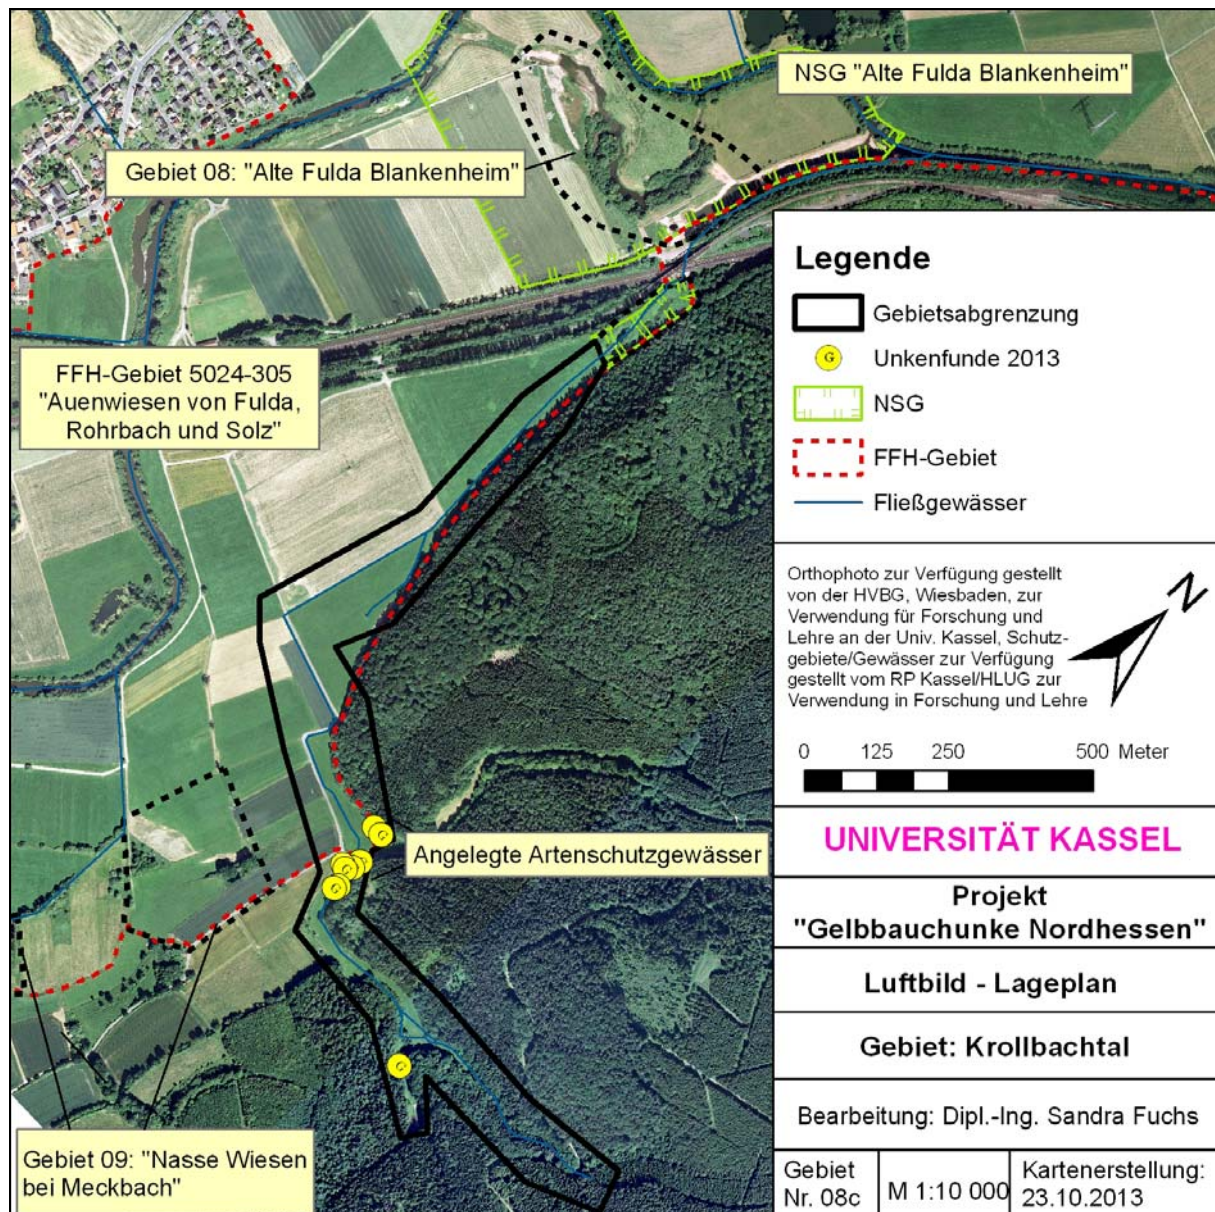 NSG "Alte Fulda Blankenheim"
Gebiet 08: "Alte Fulda Blankenheim"
FFH-Gebiet 5024-305
"Auenwiesen von Fulda,
Rohrbach und Solz"
Angelegte Artenschutzgewässer
Gebiet 09: "Nasse Wiesen
bei Meckbach"
Legende
Gebietsabgrenzung
G
Unkenfunde 2013
NSG
FFH-Gebiet
Fließgewässer
Orthophoto zur Verfügung gestellt
von der HVBG, Wiesbaden, zur
Verwendung für Forschung und
Lehre an der Univ. Kassel, Schutz-
gebiete/Gewässer zur Verfügung
gestellt vom RP Kassel/HLUG zur
Verwendung in Forschung und Lehre
N
0 125 250 500 Meter
UNIVERSITÄT KASSEL
Projekt
"Gelbbauchunke Nordhessen"
Luftbild - Lageplan
Gebiet: Krollbachtal
Bearbeitung: Dipl.-Ing. Sandra Fuchs
Gebiet
Nr. 08c
M 1:10 000
Kartenerstellung:
23.10.2013